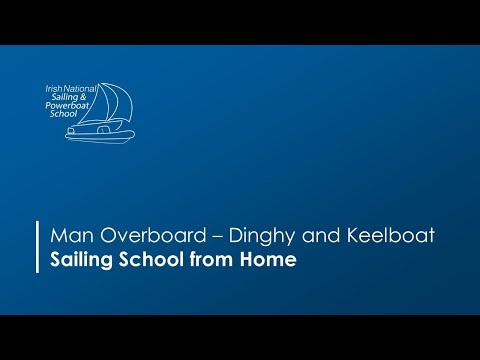 Irish National
Sailing &
Powerboat
School
Man Overboard – Dinghy and Keelboat
Sailing School from Home